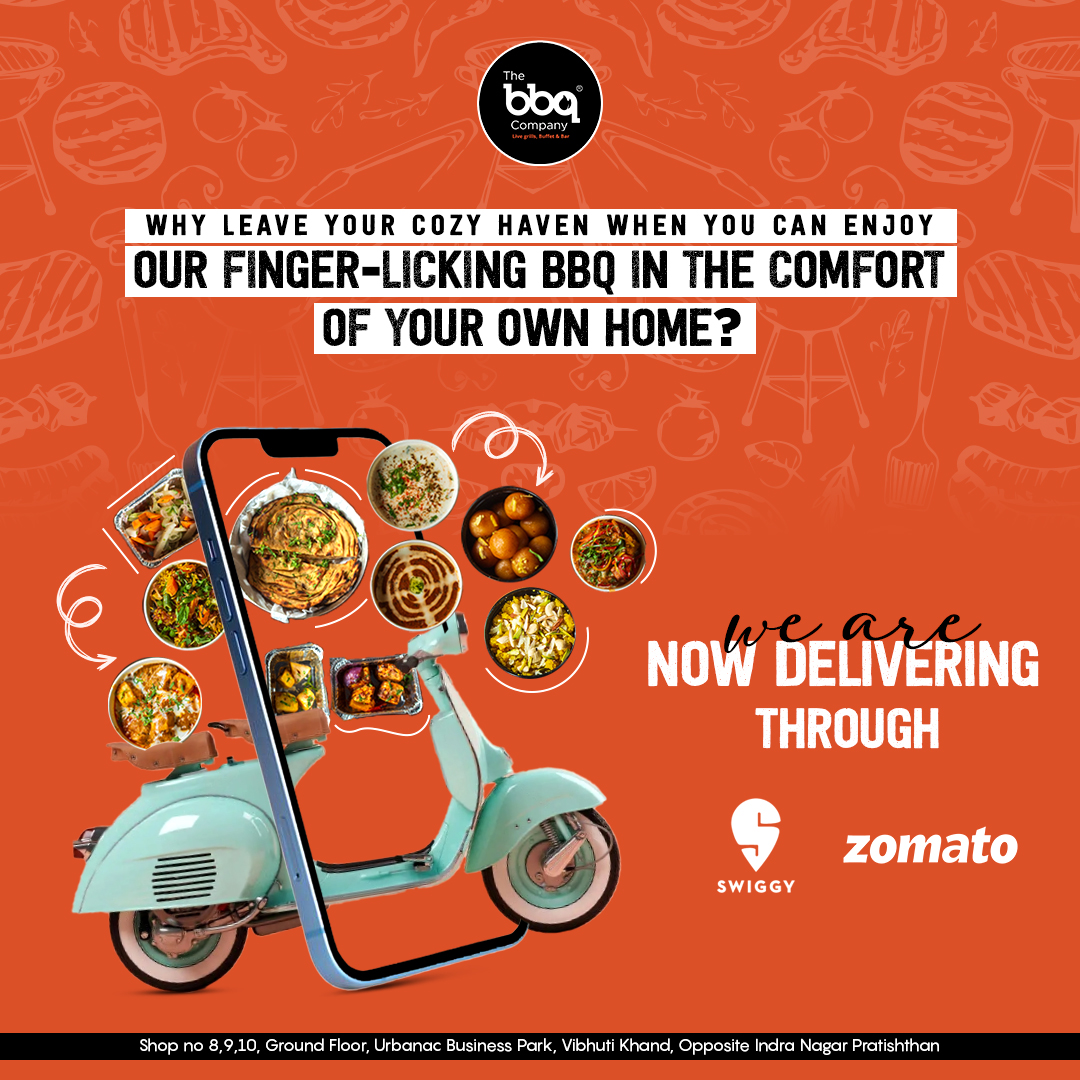 The
bbq®
Company
Live grills, Buffet & Bar
WHY LEAVE YOUR COZY HAVEN WHEN YOU CAN ENJOY
OUR FINGER-LICKING BBQ IN THE COMFORT
OF YOUR OWN HOME?
we are
NOW DELIVERING
THROUGH
SWIGGY
zomato
Shop no 8,9,10, Ground Floor, Urbanac Business Park, Vibhuti Khand, Opposite Indra Nagar Pratishthan